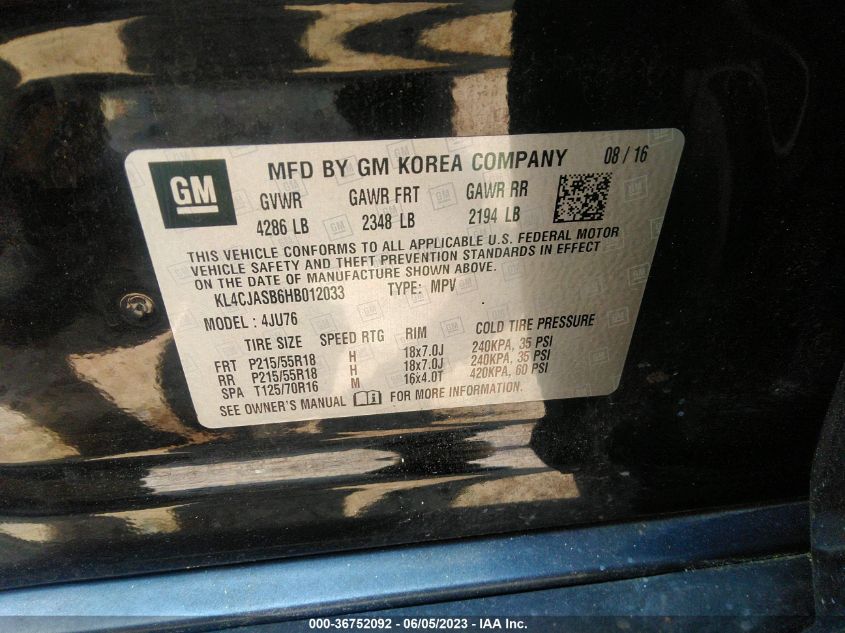 GM
MFD BY GM KOREA COMPANY 08 / 16
GVWR GAWR FRT GAWR RR
4286 LB 2348 LB 2194 LB
THIS VEHICLE CONFORMS TO ALL APPLICABLE U.S. FEDERAL MOTOR
VEHICLE SAFETY AND THEFT PREVENTION STANDARDS IN EFFECT
ON THE DATE OF MANUFACTURE SHOWN ABOVE.
KL4CJASB6HB012033 TYPE: MPV
MODEL : 4JU76
TIRE SIZE SPEED RTG RIM COLD TIRE PRESSURE
FRT P215/55R18 H 18x7.0J 240KPA, 35 PSI
RR P215/55R18 H 18x7.0J 240KPA, 35 PSI
SPA T125/70R16 M 16x4.0T 420KPA, 60 PSI
SEE OWNER'S MANUAL FOR MORE INFORMATION.
000-36752092 - 06/05/2023 - IAA Inc.